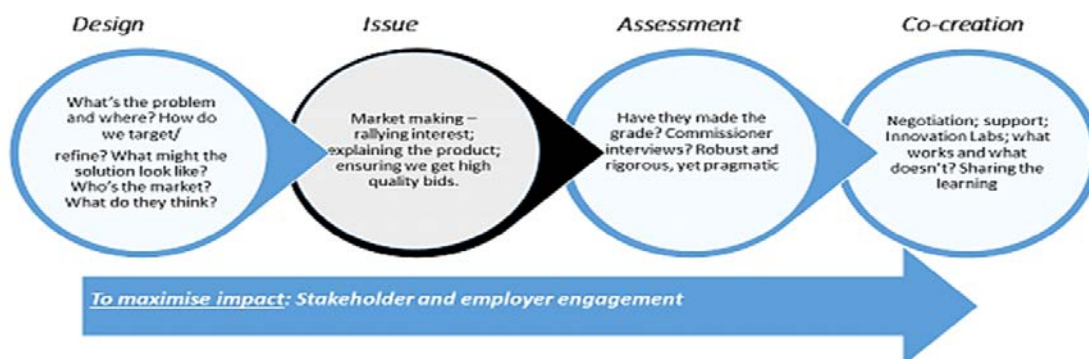 Design
Issue
Assessment
Co-creation
What's the problem
and where? How do
we target/
refine? What might the
solution look like?
Who's the market?
What do they think?
Market making –
rallying interest;
explaining the product;
ensuring we get high
quality bids.
Have they made the
grade? Commissioner
interviews? Robust and
rigorous, yet pragmatic
Negotiation; support;
Innovation Labs; what
works and what
doesn't? Sharing the
learning
To maximise impact: Stakeholder and employer engagement